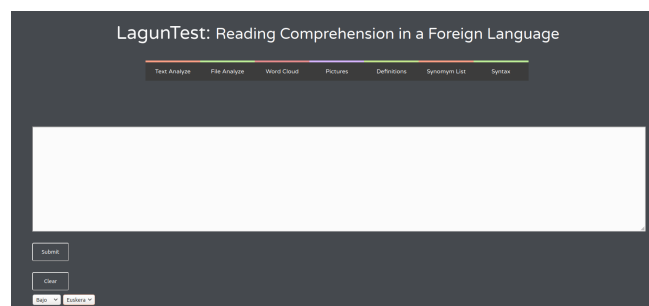 LagunTest: Reading Comprehension in a Foreign Language
Text Analyze File Analyze Word Cloud Pictures Definitions Synomym List Syntax
Submit
Clear
Bajo Euskera